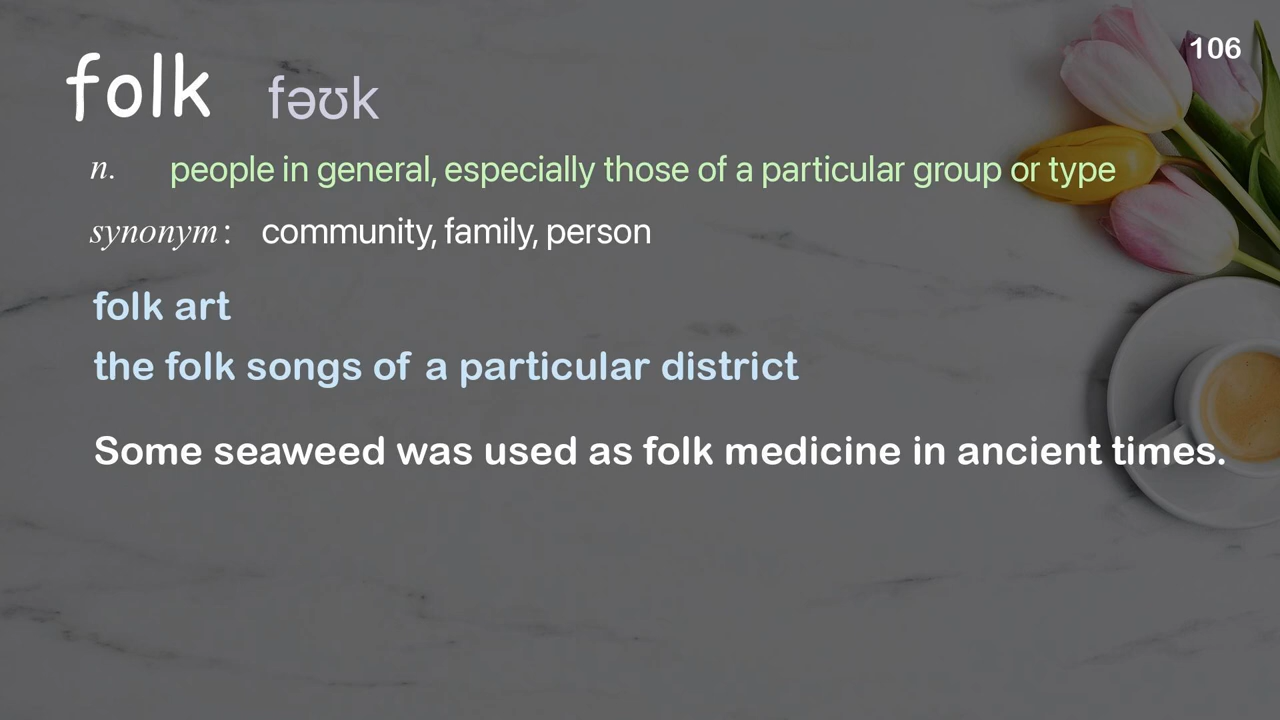 106
folk fəʊk
n. people in general, especially those of a particular group or type
synonym: community, family, person
folk art
the folk songs of a particular district
Some seaweed was used as folk medicine in ancient times.